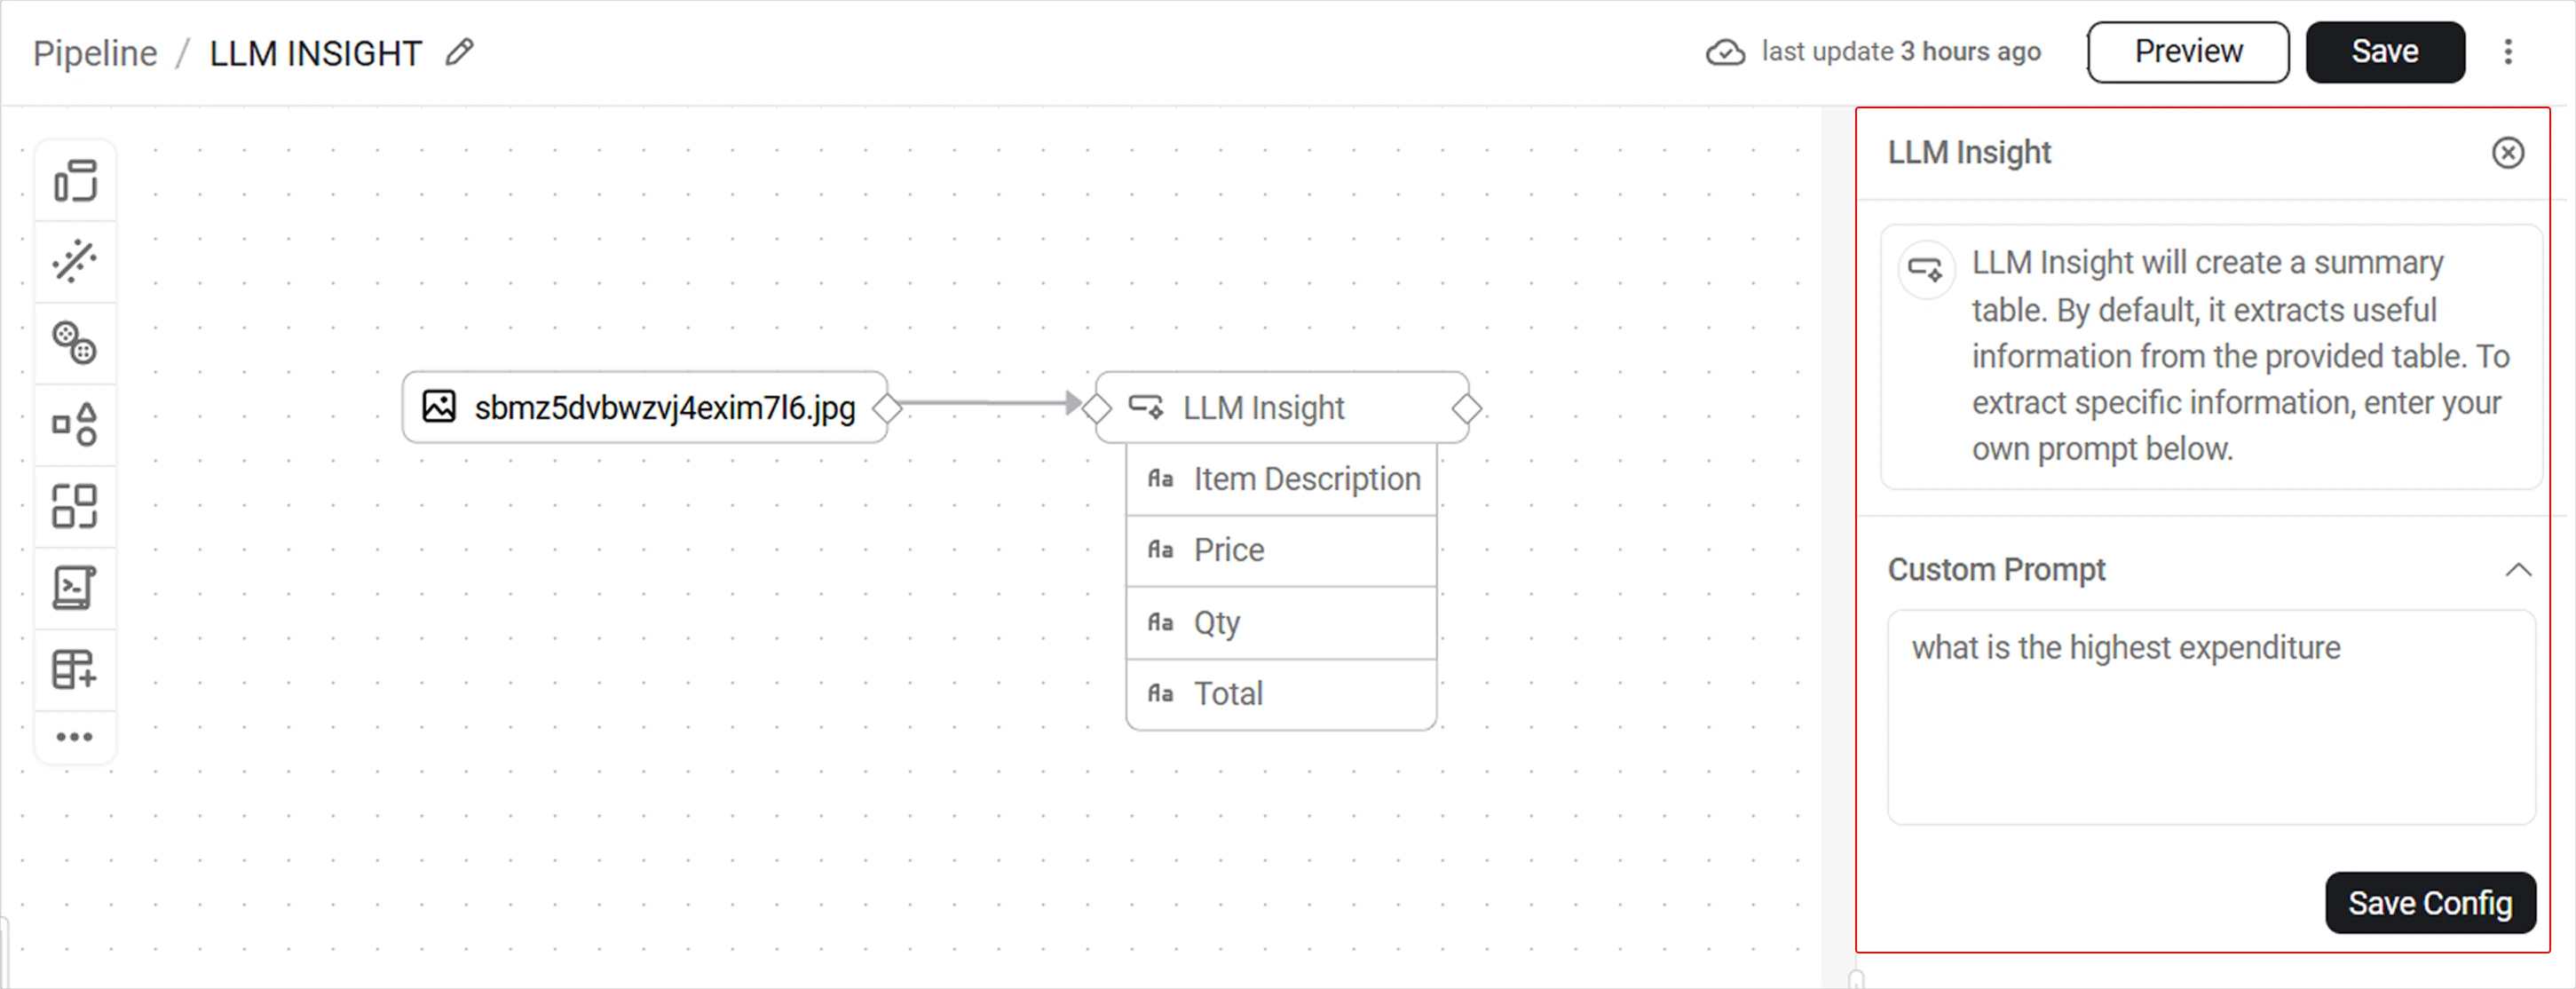 Pipeline / LLM INSIGHT
last update 3 hours ago
Preview
Save
sbmz5dvbwzvj4exim7l6.jpg
LLM Insight
Aa Item Description
Aa Price
Aa Qty
Aa Total
LLM Insight
LLM Insight will create a summary
table. By default, it extracts useful
information from the provided table. To
extract specific information, enter your
own prompt below.
Custom Prompt
what is the highest expenditure
Save Config